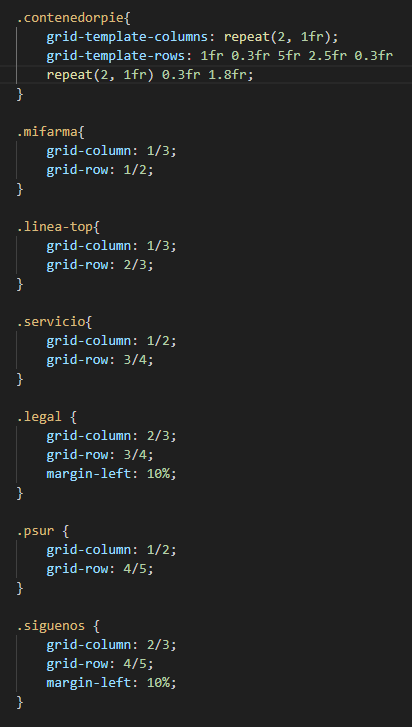 .contenedorpie{
grid-template-columns: repeat(2, 1fr);
grid-template-rows: 1fr 0.3fr 5fr 2.5fr 0.3fr
repeat(2, 1fr) 0.3fr 1.8fr;
}
.mifarma{
grid-column: 1/3;
grid-row: 1/2;
}
.linea-top{
grid-column: 1/3;
grid-row: 2/3;
}
.servicio{
grid-column: 1/2;
grid-row: 3/4;
}
.legal {
grid-column: 2/3;
grid-row: 3/4;
margin-left: 10%;
}
.psur {
grid-column: 1/2;
grid-row: 4/5;
}
.siguenos {
grid-column: 2/3;
grid-row: 4/5;
margin-left: 10%;
}